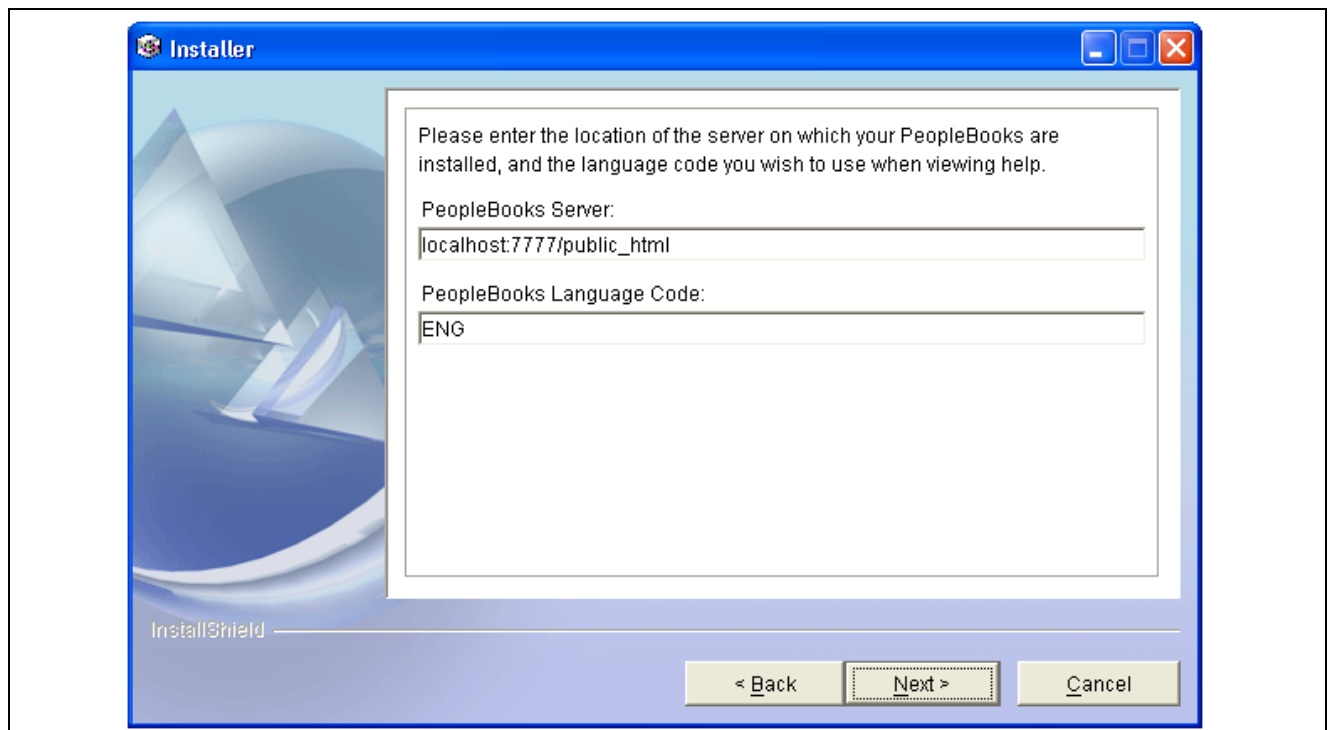 Installer
Please enter the location of the server on which your PeopleBooks are
installed, and the language code you wish to use when viewing help.
PeopleBooks Server:
localhost:7777/public_html
PeopleBooks Language Code:
ENG
InstallShield
< Back
Next >
Cancel